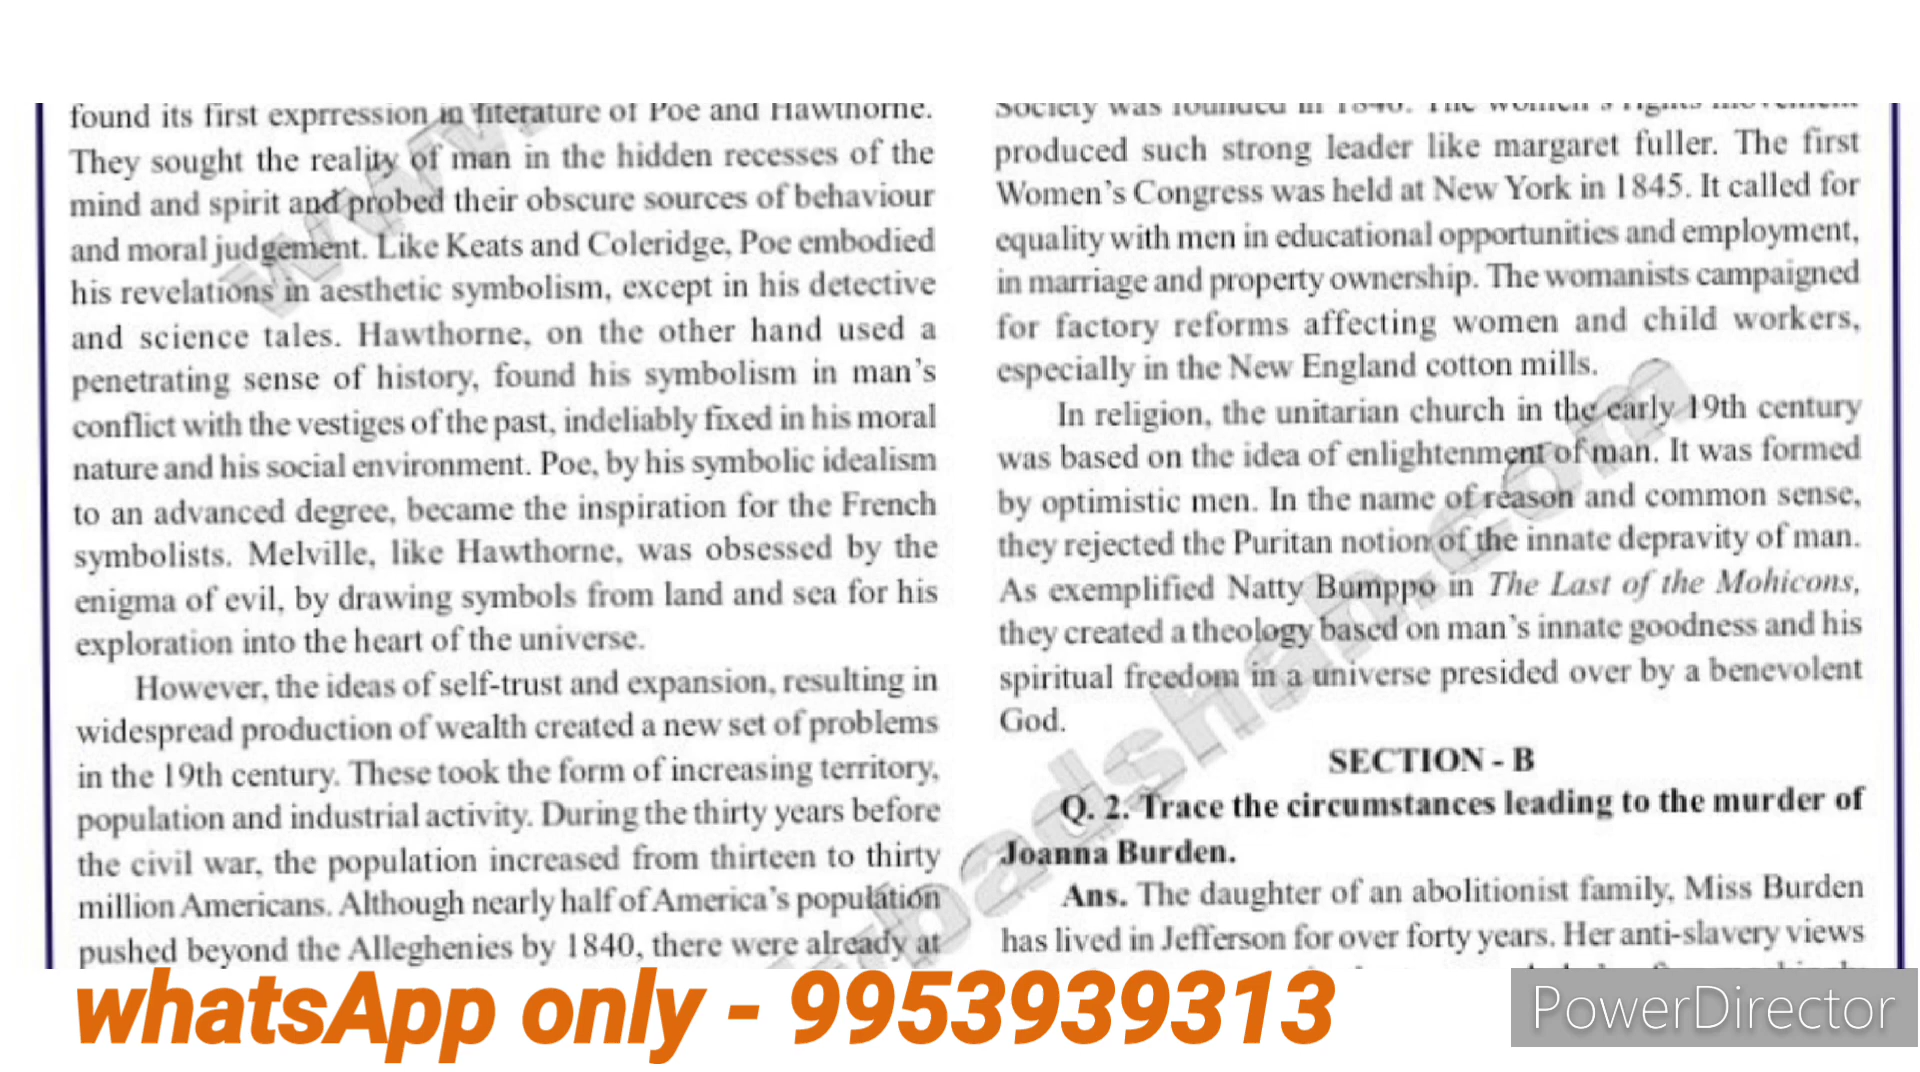 found its first exprression in literature of Poe and Hawthorne.
They sought the reality of man in the hidden recesses of the
mind and spirit and probed their obscure sources of behaviour
and moral judgement. Like Keats and Coleridge, Poe embodied
his revelations in aesthetic symbolism, except in his detective
and science tales. Hawthorne, on the other hand used a
penetrating sense of history, found his symbolism in man's
conflict with the vestiges of the past, indeliably fixed in his moral
nature and his social environment. Poe, by his symbolic idealism
to an advanced degree, became the inspiration for the French
symbolists. Melville, like Hawthorne, was obsessed by the
enigma of evil, by drawing symbols from land and sea for his
exploration into the heart of the universe.
However, the ideas of self-trust and expansion, resulting in
widespread production of wealth created a new set of problems
in the 19th century. These took the form of increasing territory,
population and industrial activity. During the thirty years before
the civil war, the population increased from thirteen to thirty
million Americans. Although nearly half of America's population
pushed beyond the Alleghenies by 1840, there were already at
Society was founded in 1840. The women's rights movement
produced such strong leader like margaret fuller. The first
Women's Congress was held at New York in 1845. It called for
equality with men in educational opportunities and employment,
in marriage and property ownership. The womanists campaigned
for factory reforms affecting women and child workers,
especially in the New England cotton mills.
In religion, the unitarian church in the early 19th century
was based on the idea of enlightenment of man. It was formed
by optimistic men. In the name of reason and common sense,
they rejected the Puritan notion of the innate depravity of man.
As exemplified Natty Bumppo in The Last of the Mohicons,
they created a theology based on man's innate goodness and his
spiritual freedom in a universe presided over by a benevolent
God.
SECTION - B
Q. 2. Trace the circumstances leading to the murder of
Joanna Burden.
Ans. The daughter of an abolitionist family, Miss Burden
has lived in Jefferson for over forty years. Her anti-slavery views
whatsApp only - 9953939313
PowerDirector